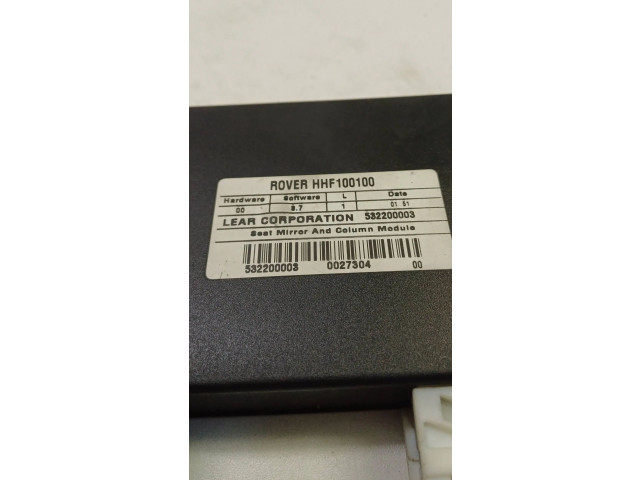 ROVER HHF100100
Hardware Software L Date
00 3.7 1 01 51
LEAR CORPORATION 532200003
Seat Mirror And Column Module
532200003 0027304 00